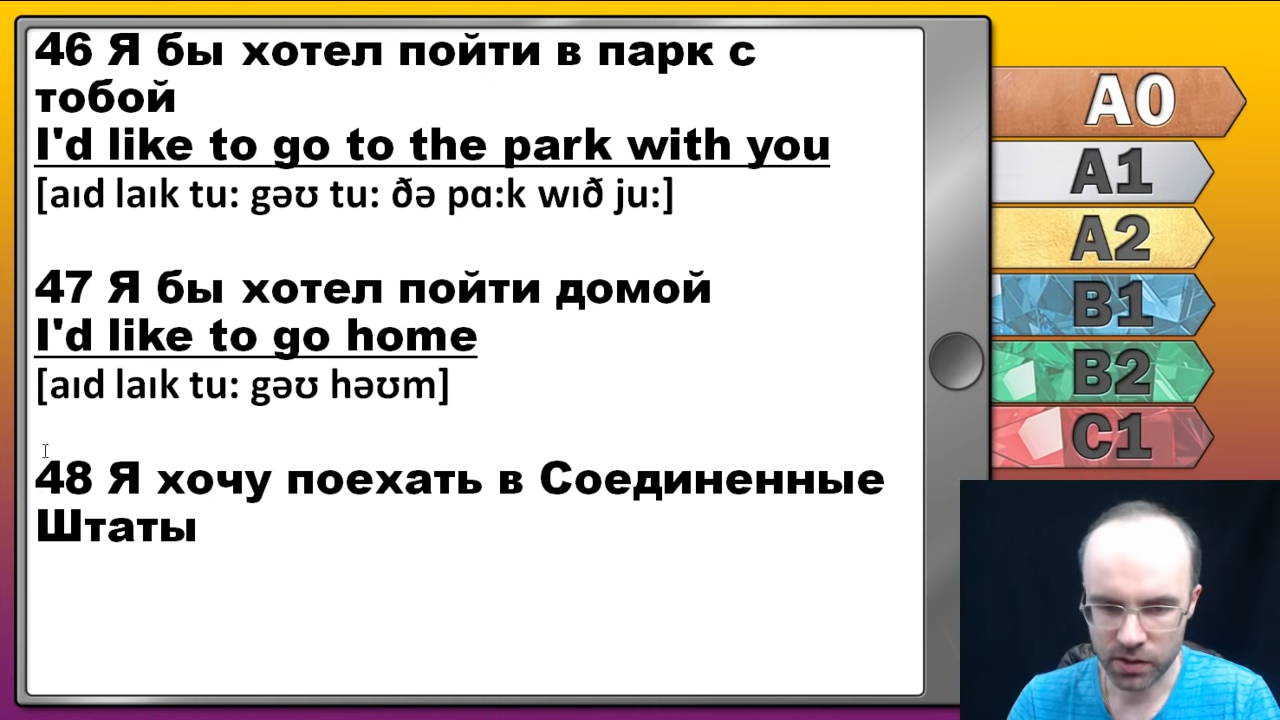 46 Я бы хотел пойти в парк с
тобой
I'd like to go to the park with you
[aɪd laɪk tu: gəʊ tu: ðə pɑ:k wɪð ju:]
47 Я бы хотел пойти домой
I'd like to go home
[aɪd laɪk tu: gəʊ həʊm]
48 Я хочу поехать в Соединенные
Штаты
A0
A1
A2
B1
B2
C1